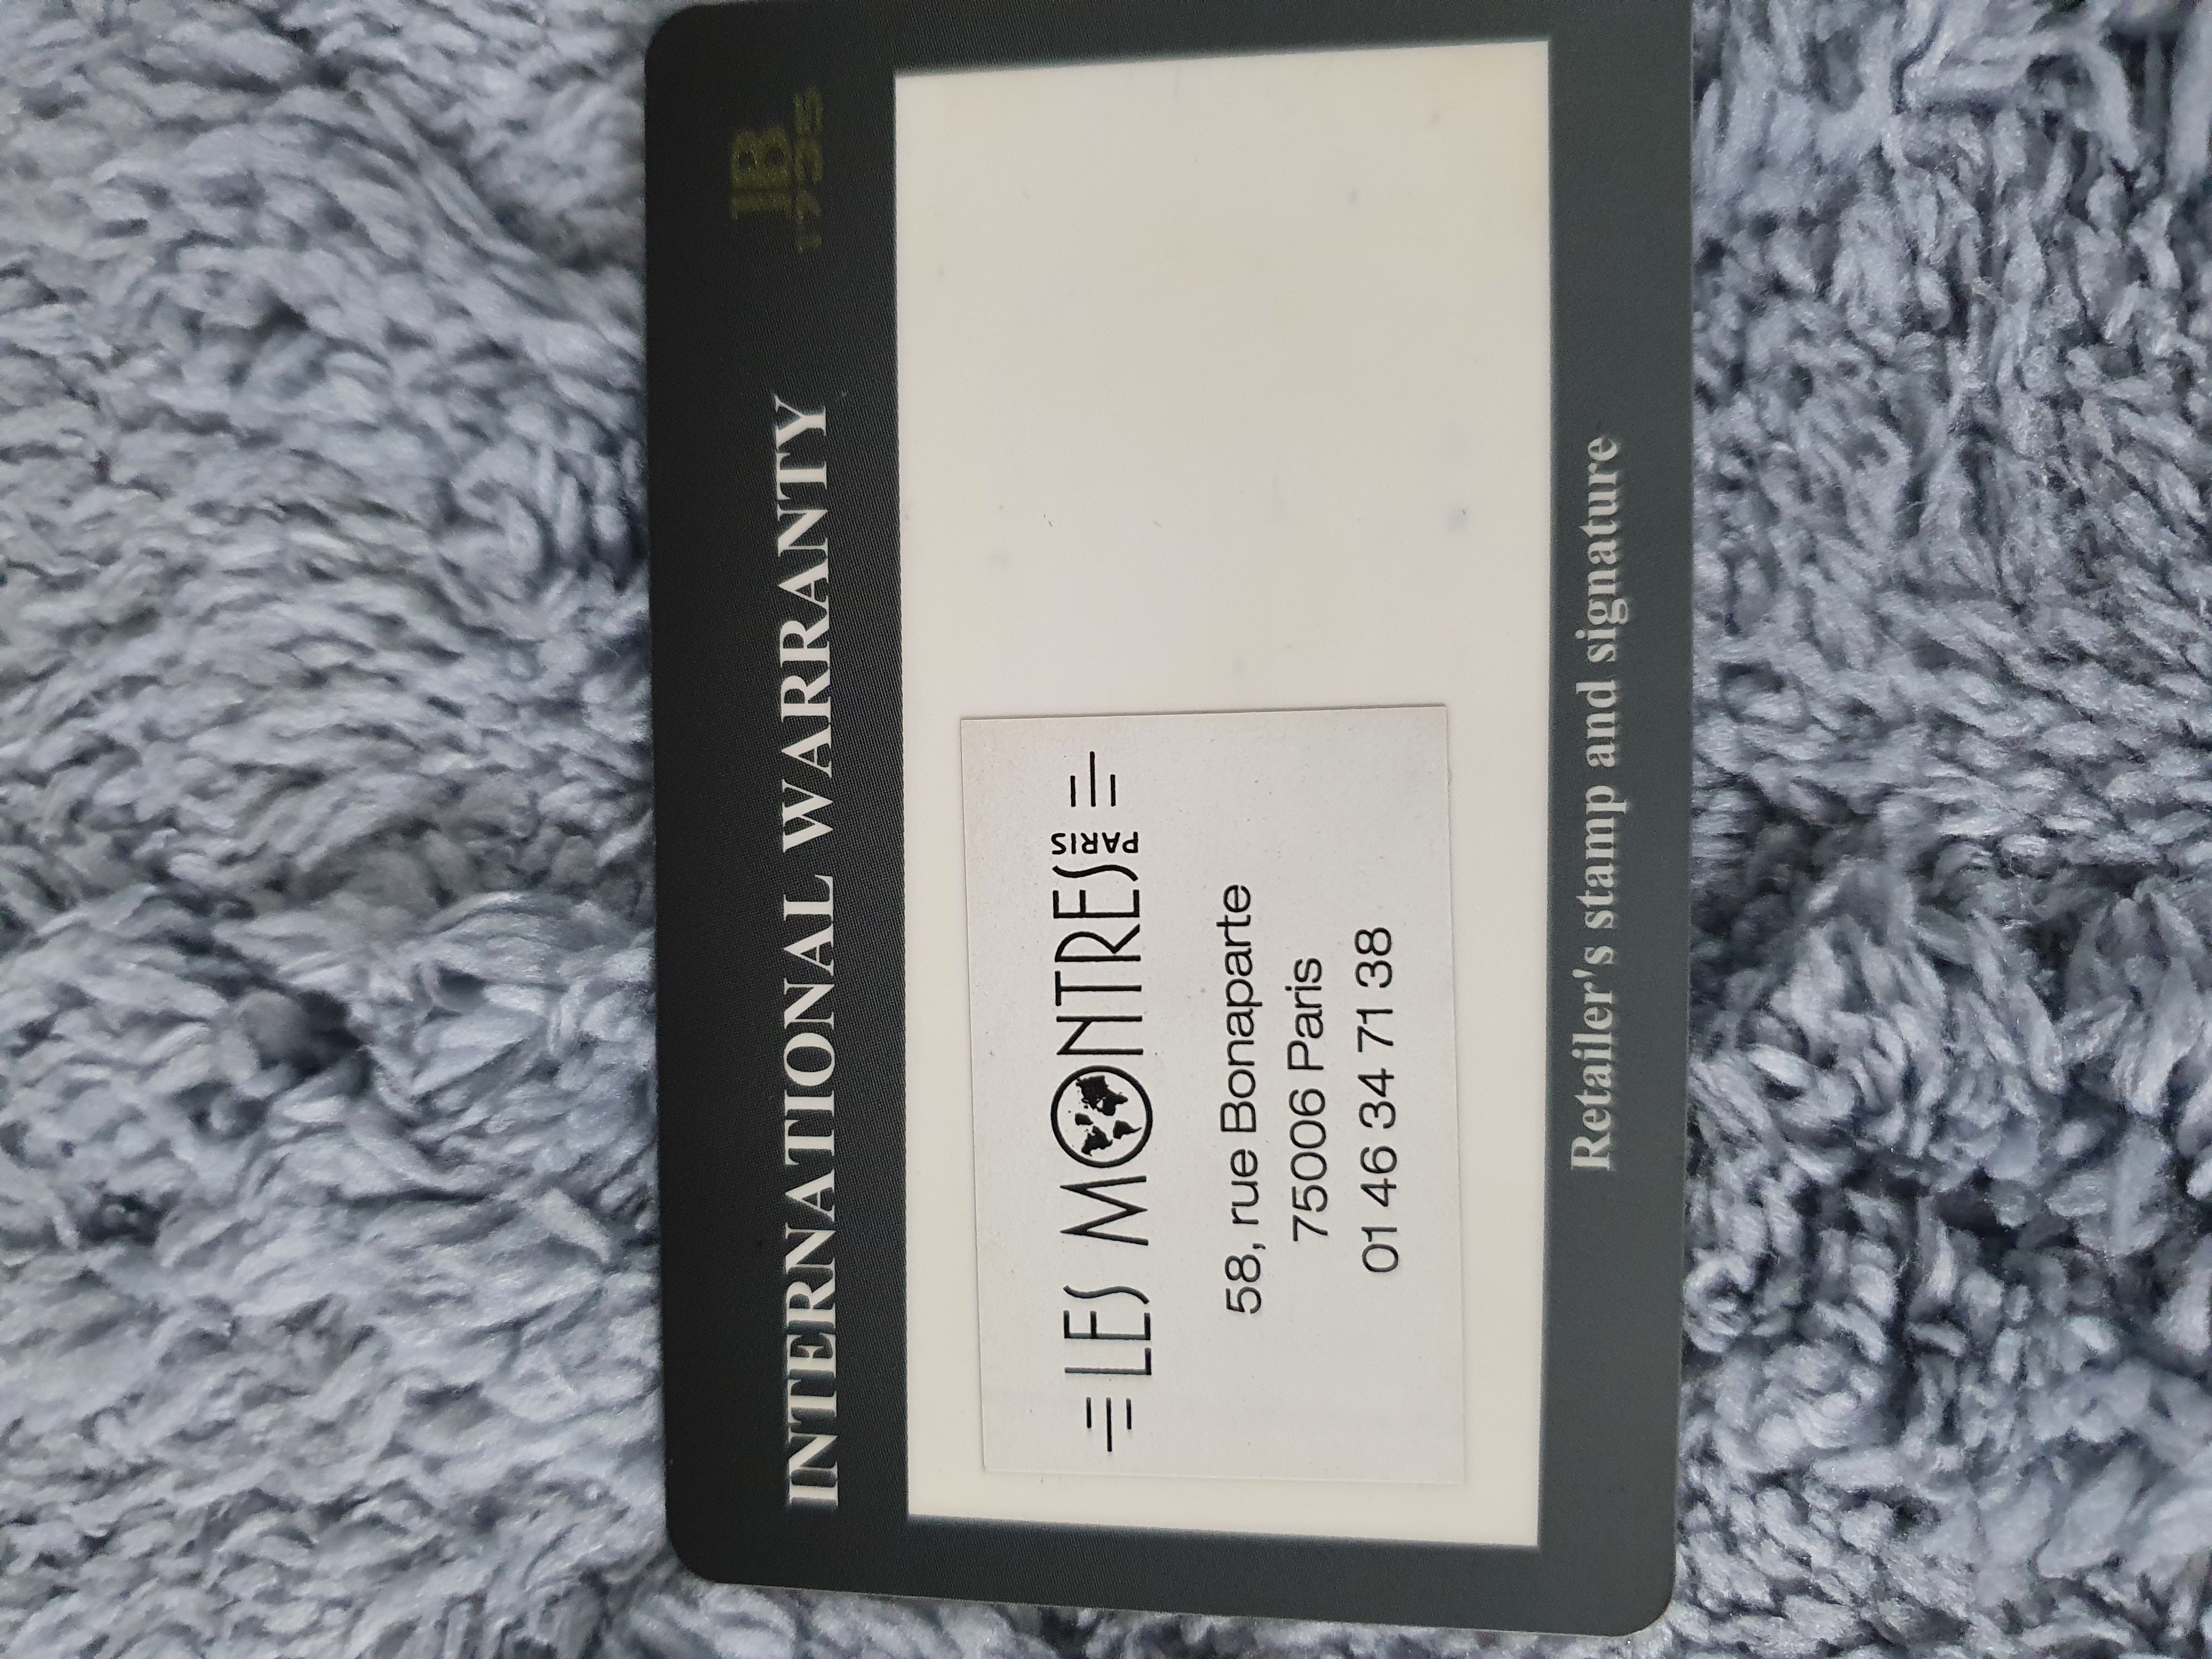 INTERNATIONAL WARRANTY
JB
1735
LES MONTRES PARIS
58, rue Bonaparte
75006 Paris
01 46 34 71 38
Retailer's stamp and signature